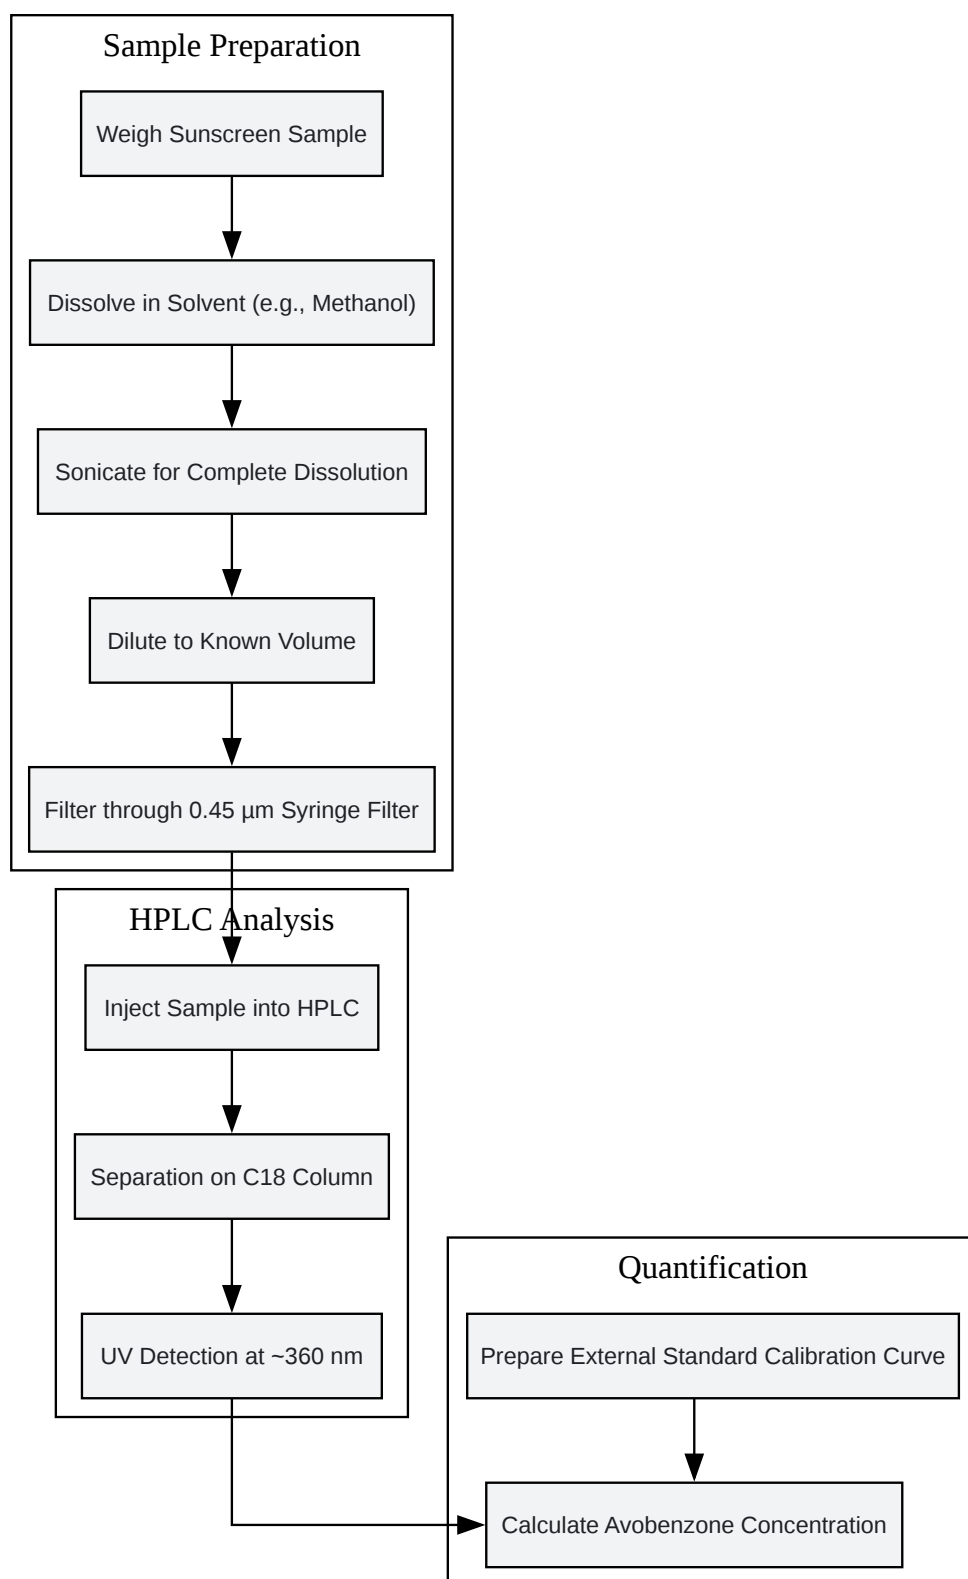 Sample Preparation
Weigh Sunscreen Sample
Dissolve in Solvent (e.g., Methanol)
Sonicate for Complete Dissolution
Dilute to Known Volume
Filter through 0.45 µm Syringe Filter
HPLC Analysis
Inject Sample into HPLC
Separation on C18 Column
UV Detection at ~360 nm
Quantification
Prepare External Standard Calibration Curve
Calculate Avobenzone Concentration